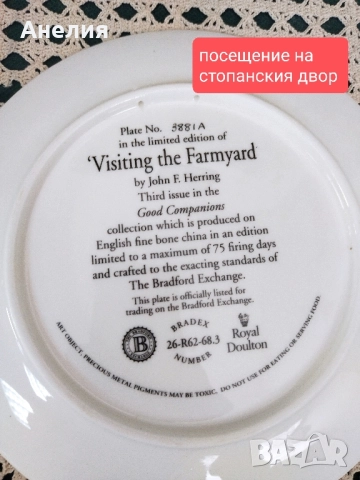 Анелия
посещение на
стопанския двор
Plate No. 3881A
in the limited edition of
'Visiting the Farmyard'
by John F. Herring
Third issue in the
Good Companions
collection which is produced on
English fine bone china in an edition
limited to a maximum of 75 firing days
and crafted to the exacting standards of
The Bradford Exchange.
This plate is officially listed for
trading on the Bradford Exchange.
B
BRADEX
26-R62-68.3
NUMBER
Royal
Doulton
ART OBJECT. PRECIOUS METAL PIGMENTS MAY BE TOXIC. DO NOT USE FOR EATING OR SERVING FOOD.
BAZAR